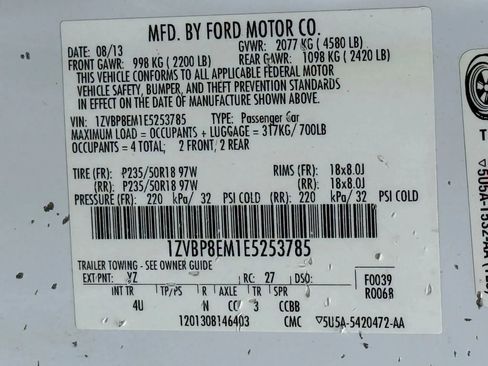 MFD. BY FORD MOTOR CO.
DATE: 08/13 GVWR: 2077 KG ( 4580 LB)
FRONT GAWR: 998 KG ( 2200 LB) REAR GAWR: 1098 KG ( 2420 LB)
THIS VEHICLE CONFORMS TO ALL APPLICABLE FEDERAL MOTOR
VEHICLE SAFETY, BUMPER, AND THEFT PREVENTION STANDARDS
IN EFFECT ON THE DATE OF MANUFACTURE SHOWN ABOVE.
VIN: 1ZVBP8EM1E5253785 TYPE: Passenger Car
MAXIMUM LOAD = OCCUPANTS + LUGGAGE = 317KG/ 700LB
OCCUPANTS = 4 TOTAL; 2 FRONT, 2 REAR
TIRE (FR): P235/50R18 97W RIMS (FR): 18x8.0J
(RR): P235/50R18 97W (RR): 18x8.0J
PRESSURE (FR): 220 kPa/ 32 PSI COLD (RR): 220 kPa/ 32 PSI COLD
1ZVBP8EM1E5253785
TRAILER TOWING - SEE OWNER GUIDE
EXT PNT: YZ RC: 27 DSO: F0039
R006B
INT TR TP/PS R AXLE TR SPR
4U N CC 3 CCBB
1201308146403 CMC ▽5U5A-5420472-AA